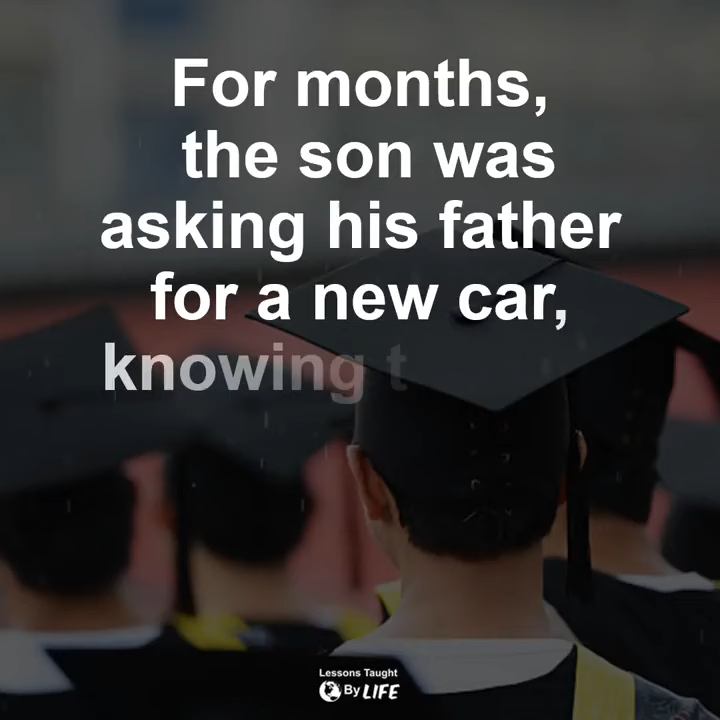 For months,
the son was
asking his father
for a new car,
knowing t
Lessons Taught
By LIFE